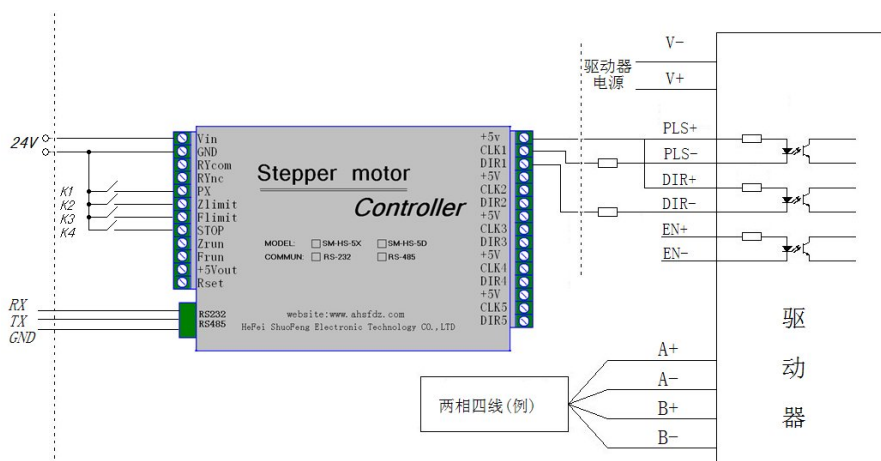 24V
K1
K2
K3
K4
RX
TX
GND
Vin
GND
RYcom
RYnc
PX
Zlimit
Flimit
STOP
Zrun
Frun
+5Vout
Rset
RS232
RS485
Stepper motor
Controller
MODEL: SM-HS-5X SM-HS-5D
COMMUN: RS-232 RS-485
website:www.ahsfdz.com
HeFei ShuoFeng Electronic Technology CO.,LTD
+5v
CLK1
DIR1
+5V
CLK2
DIR2
+5V
CLK3
DIR3
+5V
CLK4
DIR4
+5V
CLK5
DIR5
驱动器
电源
V-
V+
PLS+
PLS-
DIR+
DIR-
EN+
EN-
两相四线(例)
A+
A-
B+
B-
驱
动
器